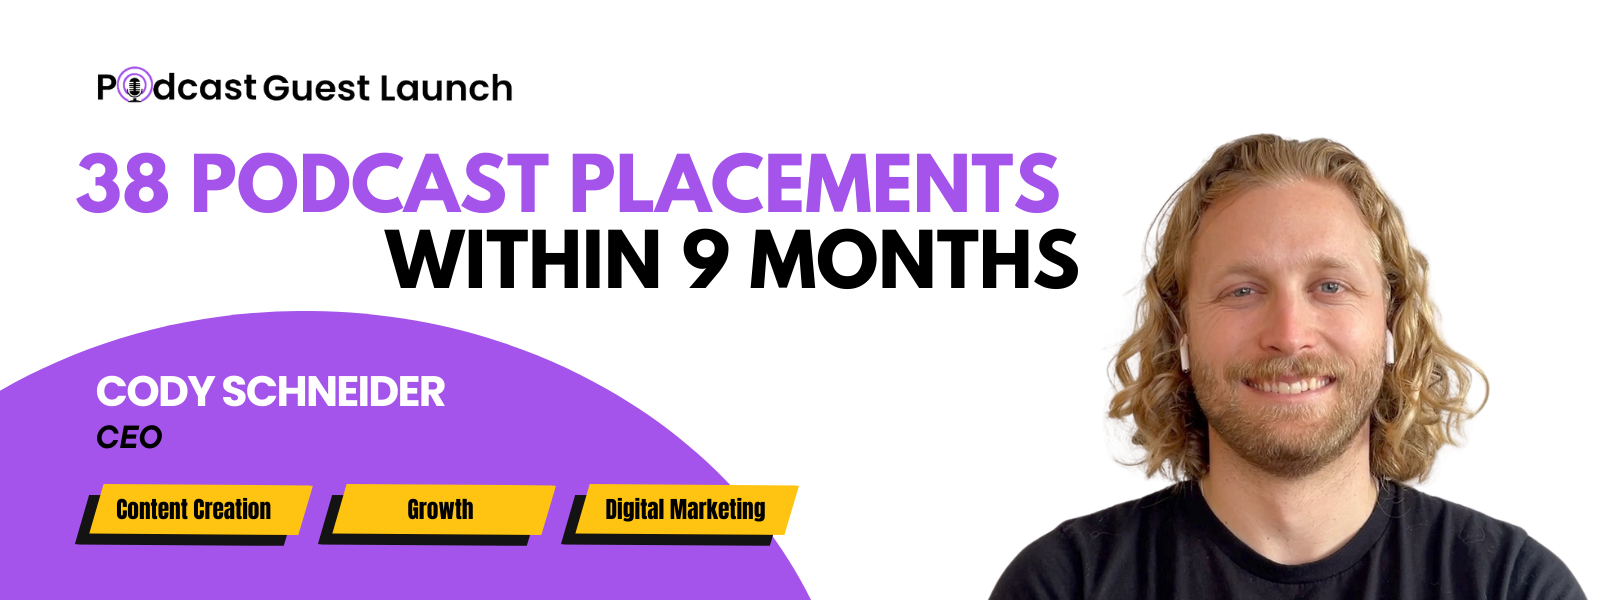 Podcast Guest Launch
38 PODCAST PLACEMENTS
WITHIN 9 MONTHS
CODY SCHNEIDER
CEO
Content Creation
Growth
Digital Marketing